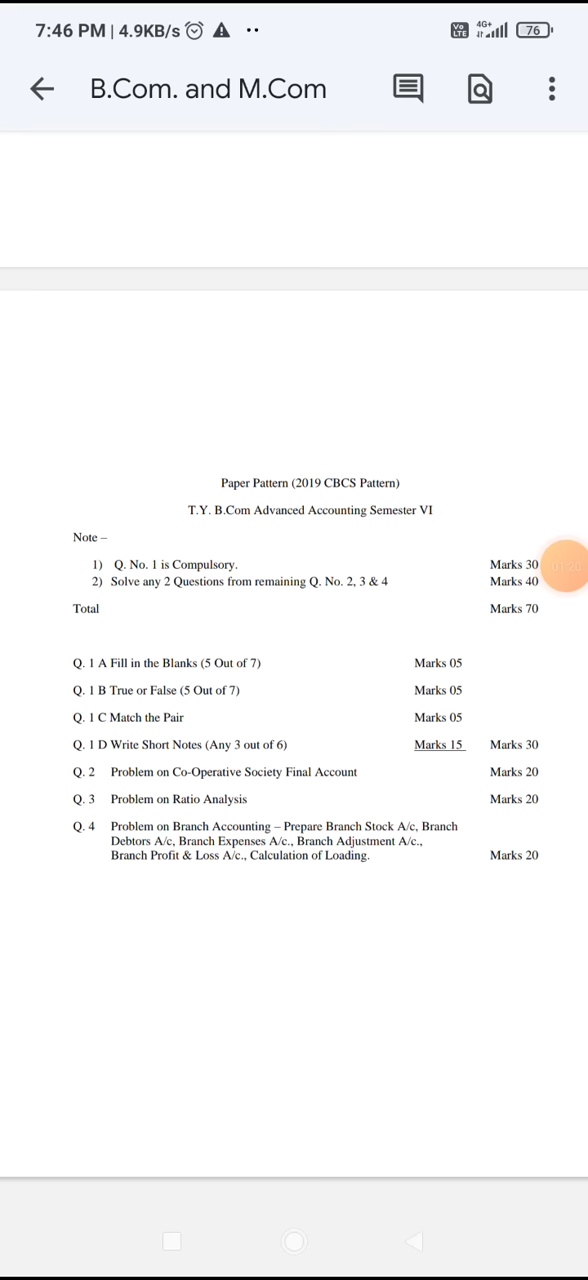 7:46 PM | 4.9KB/s
Vo LTE 4G+ 76
B.Com. and M.Com
Paper Pattern (2019 CBCS Pattern)
T.Y. B.Com Advanced Accounting Semester VI
Note –
1) Q. No. 1 is Compulsory. Marks 30
01:20
2) Solve any 2 Questions from remaining Q. No. 2, 3 & 4 Marks 40
Total Marks 70
Q. 1 A Fill in the Blanks (5 Out of 7) Marks 05
Q. 1 B True or False (5 Out of 7) Marks 05
Q. 1 C Match the Pair Marks 05
Q. 1 D Write Short Notes (Any 3 out of 6) Marks 15 Marks 30
Q. 2 Problem on Co-Operative Society Final Account Marks 20
Q. 3 Problem on Ratio Analysis Marks 20
Q. 4 Problem on Branch Accounting – Prepare Branch Stock A/c, Branch
Debtors A/c, Branch Expenses A/c., Branch Adjustment A/c.,
Branch Profit & Loss A/c., Calculation of Loading. Marks 20